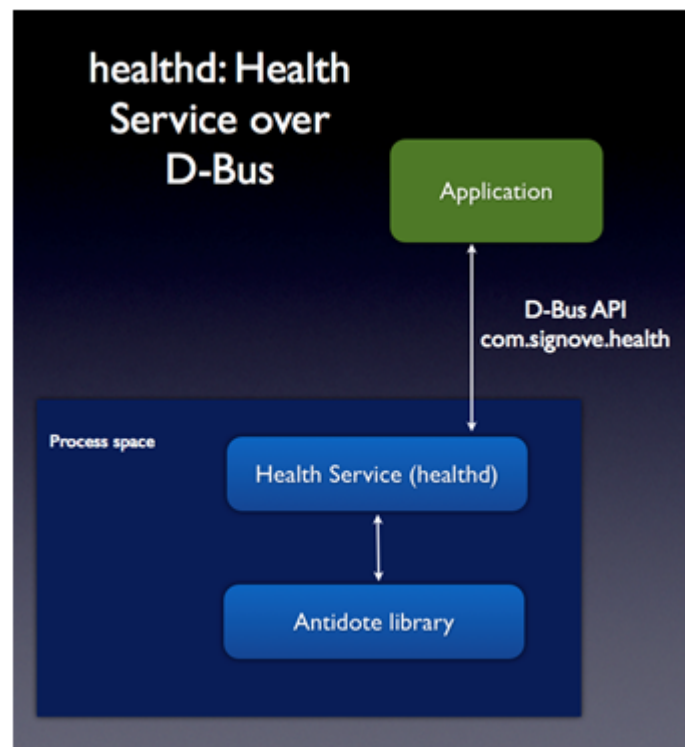 healthd: Health
Service over
D-Bus
Application
D-Bus API
com.signove.health
Process space
Health Service (healthd)
Antidote library